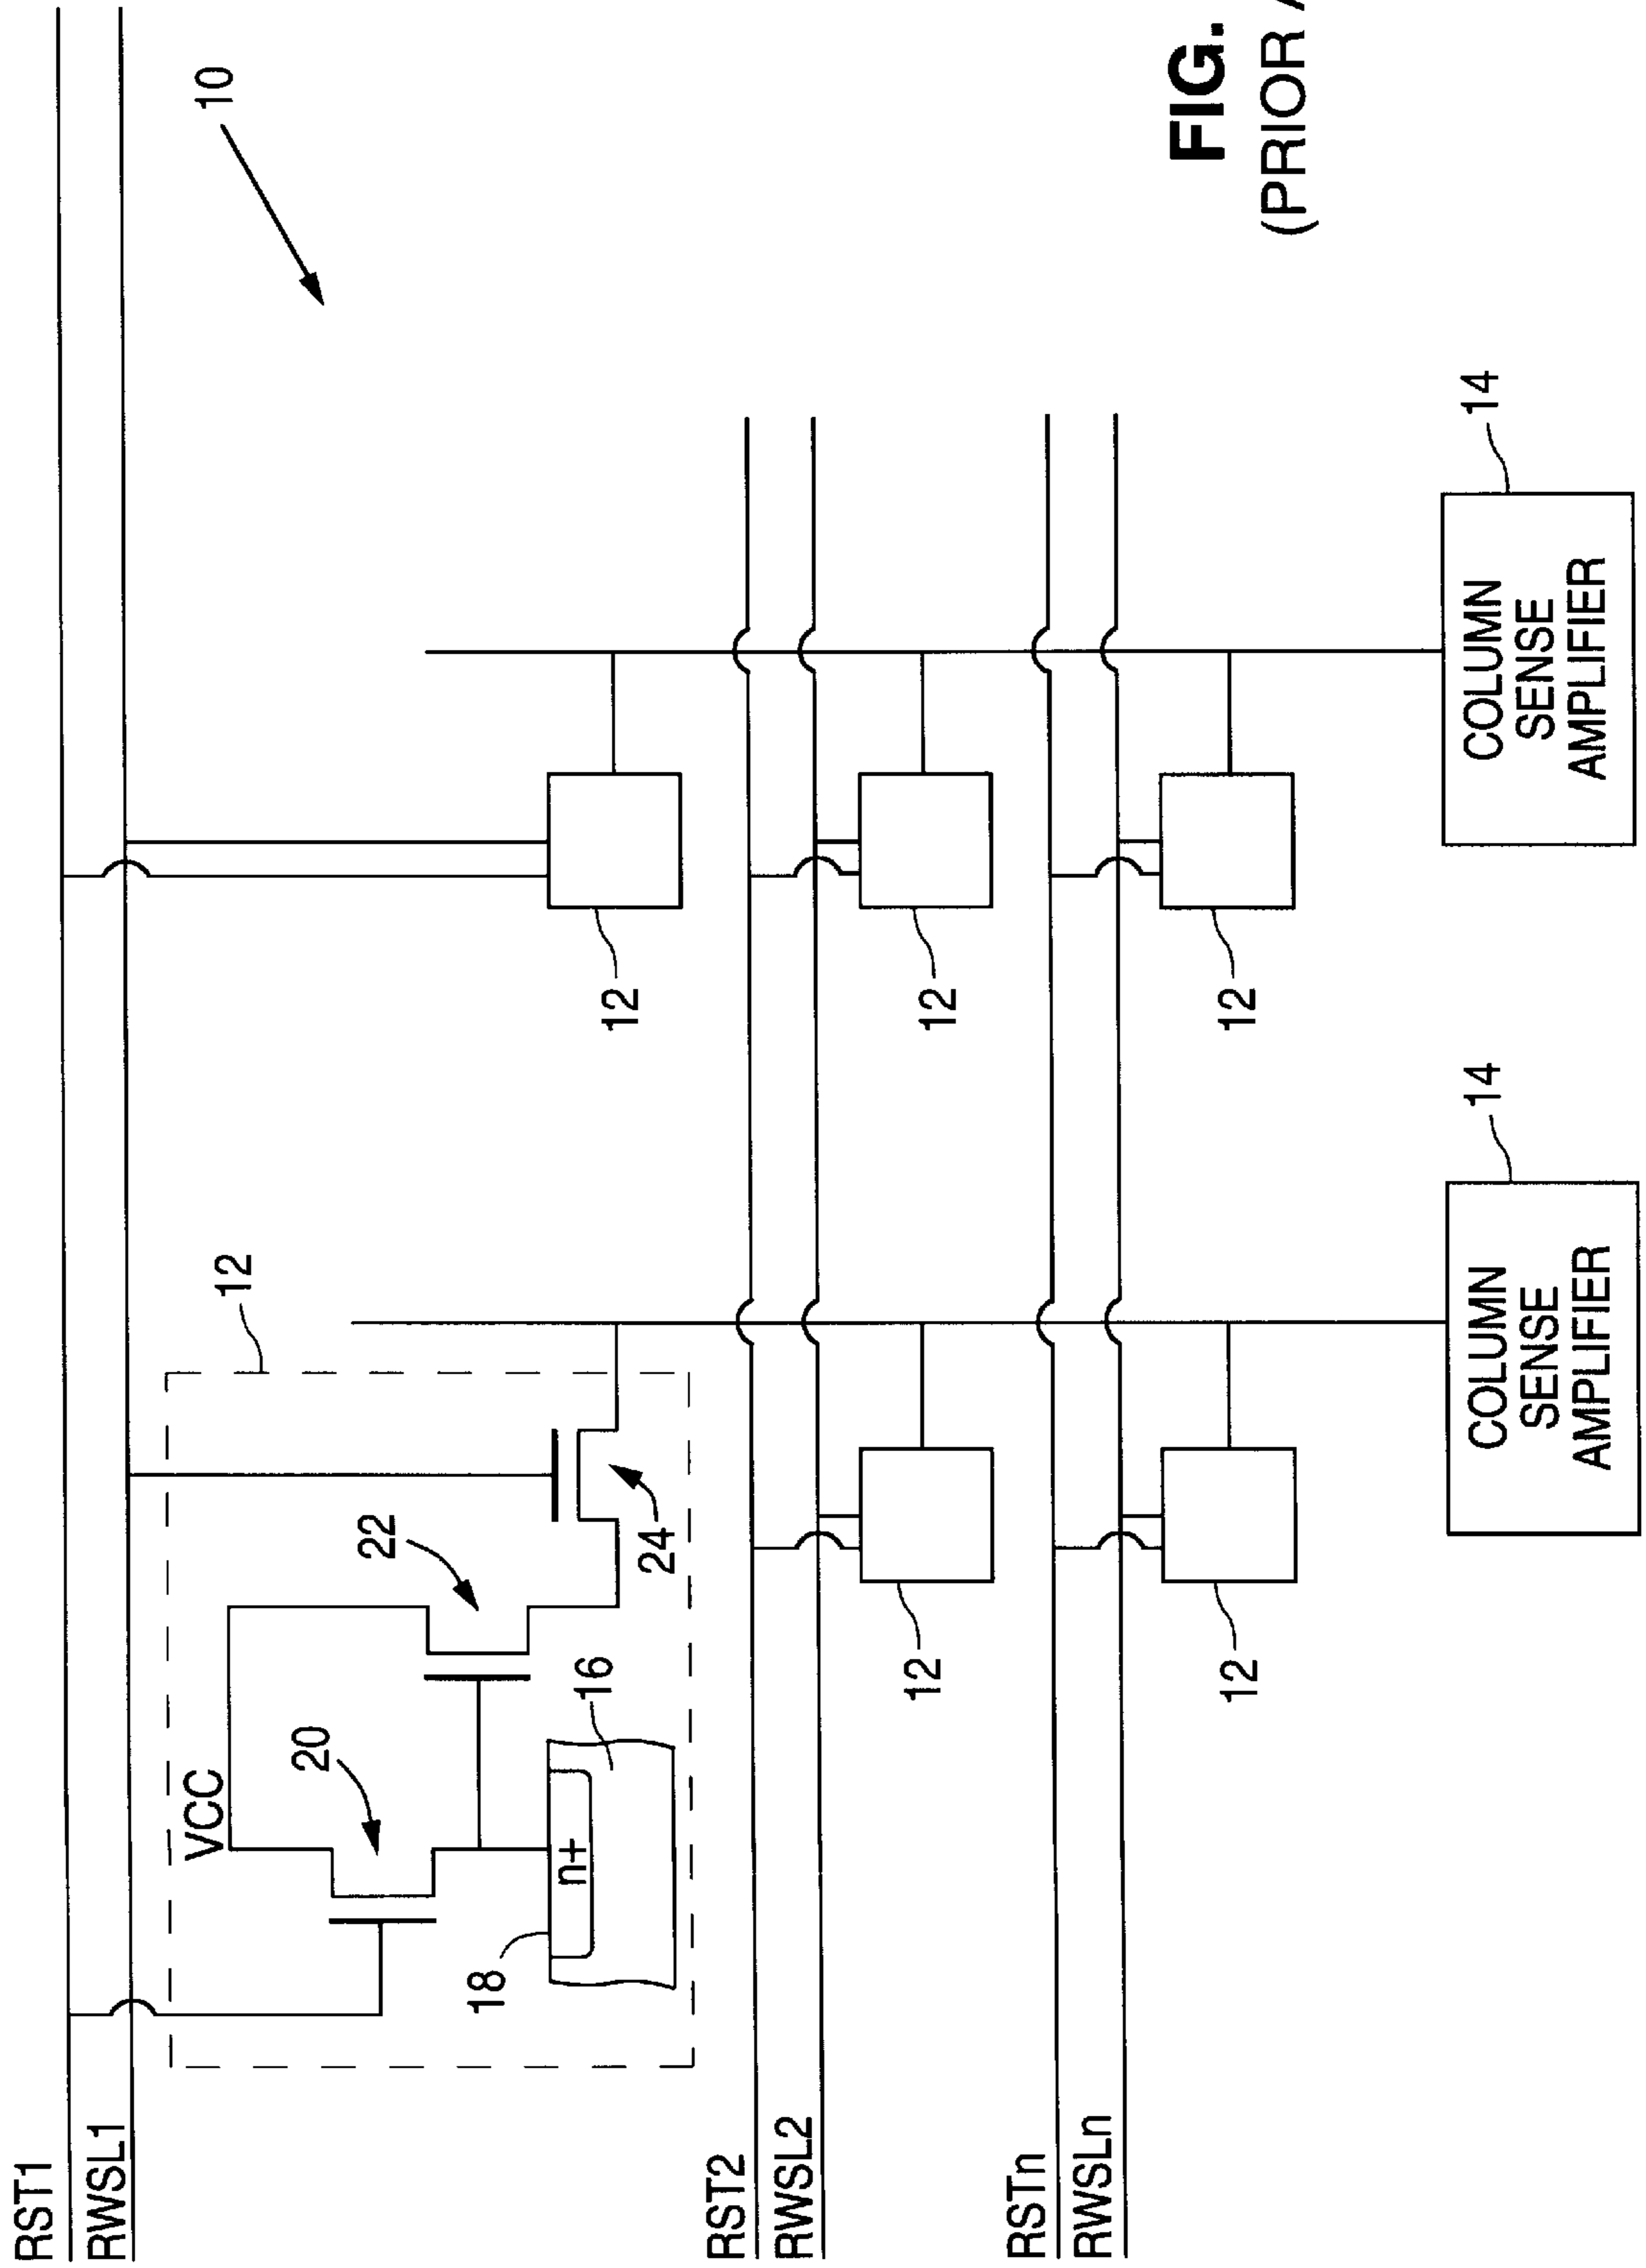 RST1
RWSL1
10
12
VCC
20
22
24
18
n+
16
12
RST2
RWSL2
12
12
RSTn
RWSLn
12
12
14
COLUMN
SENSE
AMPLIFIER
14
COLUMN
SENSE
AMPLIFIER
FIG.
(PRIOR